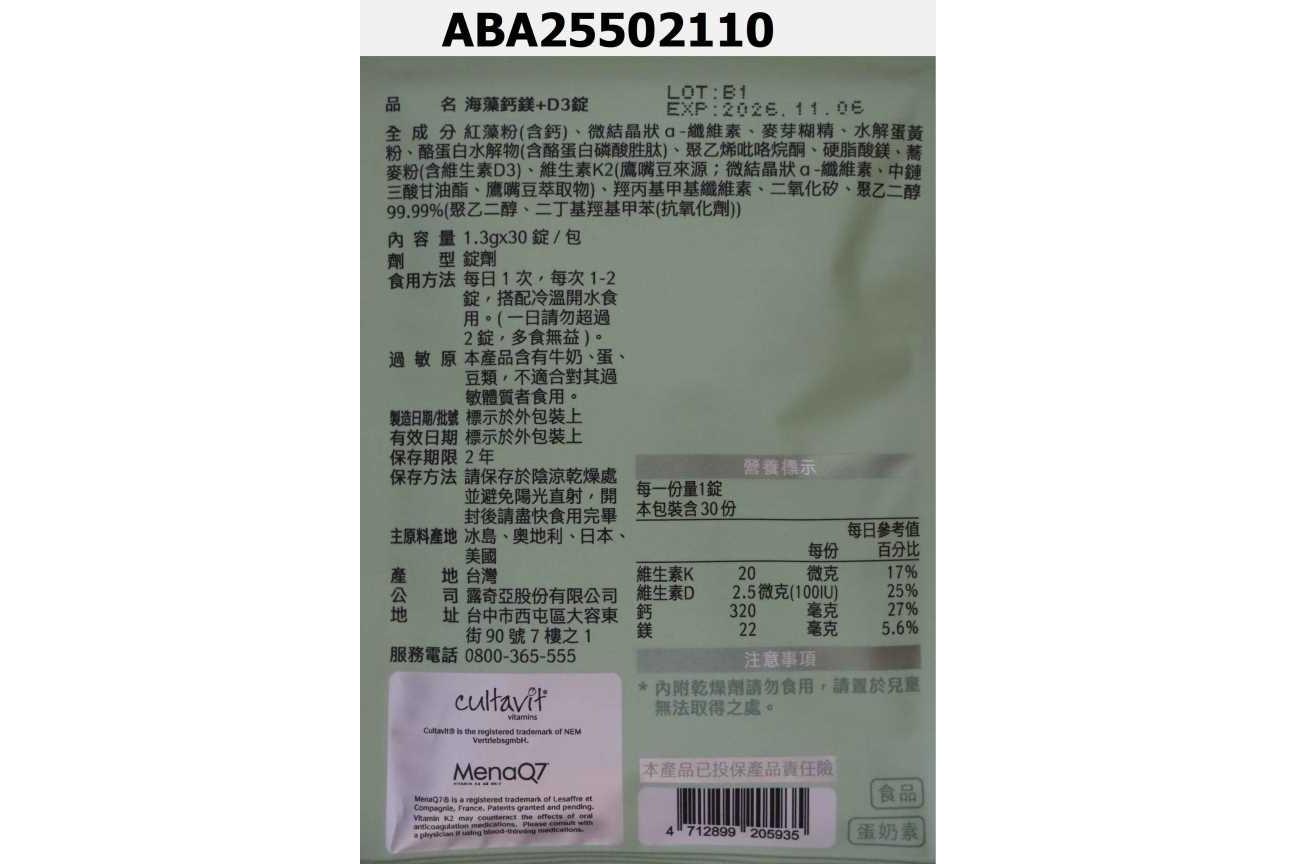 ABA25502110
LOT:B1
EXP:2026.11.06
品名 海藻鈣鎂+D3錠
全成分 紅藻粉(含鈣)、微結晶狀α-纖維素、麥芽糊精、水解蛋黃
粉、酪蛋白水解物(含酪蛋白磷酸胜肽)、聚乙烯吡咯烷酮、硬脂酸鎂、蕎
麥粉(含維生素D3)、維生素K2(鷹嘴豆來源；微結晶狀α-纖維素、中鏈
三酸甘油酯、鷹嘴豆萃取物)、羥丙基甲基纖維素、二氧化矽、聚乙二醇
99.99%(聚乙二醇、二丁基羥基甲苯(抗氧化劑))
內容量 1.3gx30 錠 / 包
劑型 錠劑
食用方法 每日 1 次，每次 1-2
錠，搭配冷溫開水食
用。( 一日請勿超過
2 錠，多食無益 )。
過敏原 本產品含有牛奶、蛋、
豆類，不適合對其過
敏體質者食用。
製造日期/批號 標示於外包裝上
有效日期 標示於外包裝上
保存期限 2 年
保存方法 請保存於陰涼乾燥處
並避免陽光直射，開
封後請盡快食用完畢
主原料產地 冰島、奧地利、日本、
美國
產地 台灣
公司 露奇亞股份有限公司
地址 台中市西屯區大容東
街 90 號 7 樓之 1
服務電話 0800-365-555
營養標示
每一份量1錠
本包裝含 30 份
每日參考值
每份 百分比
維生素K 20 微克 17%
維生素D 2.5 微克(100IU) 25%
鈣 320 毫克 27%
鎂 22 毫克 5.6%
注意事項
* 內附乾燥劑請勿食用，請置於兒童
無法取得之處。
cultavit®
vitamins
Cultavit® is the registered trademark of NEM
VertriebsgmbH.
MenaQ7
MenaQ7® is a registered trademark of Lesaffre et
Compagnie, France. Patents granted and pending.
Vitamin K2 may counteract the effects of oral
anticoagulation medications. Please consult with
a physician if using blood-thinning medications.
本產品已投保產品責任險
4 712899 205935
食品
蛋奶素